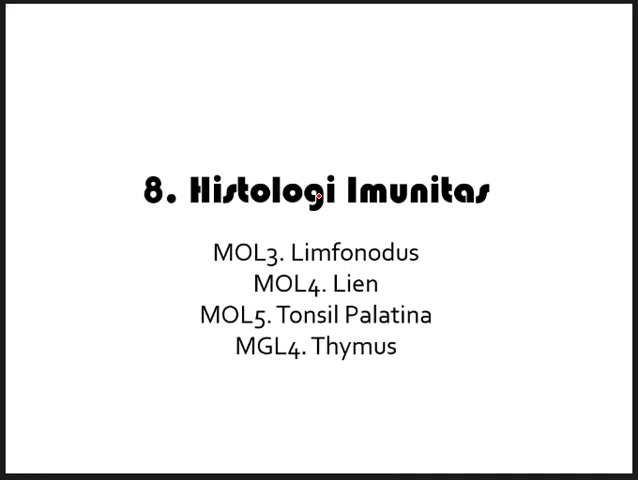 8. Histologi Imunitas
MOL3. Limfonodus
MOL4. Lien
MOL5. Tonsil Palatina
MGL4. Thymus